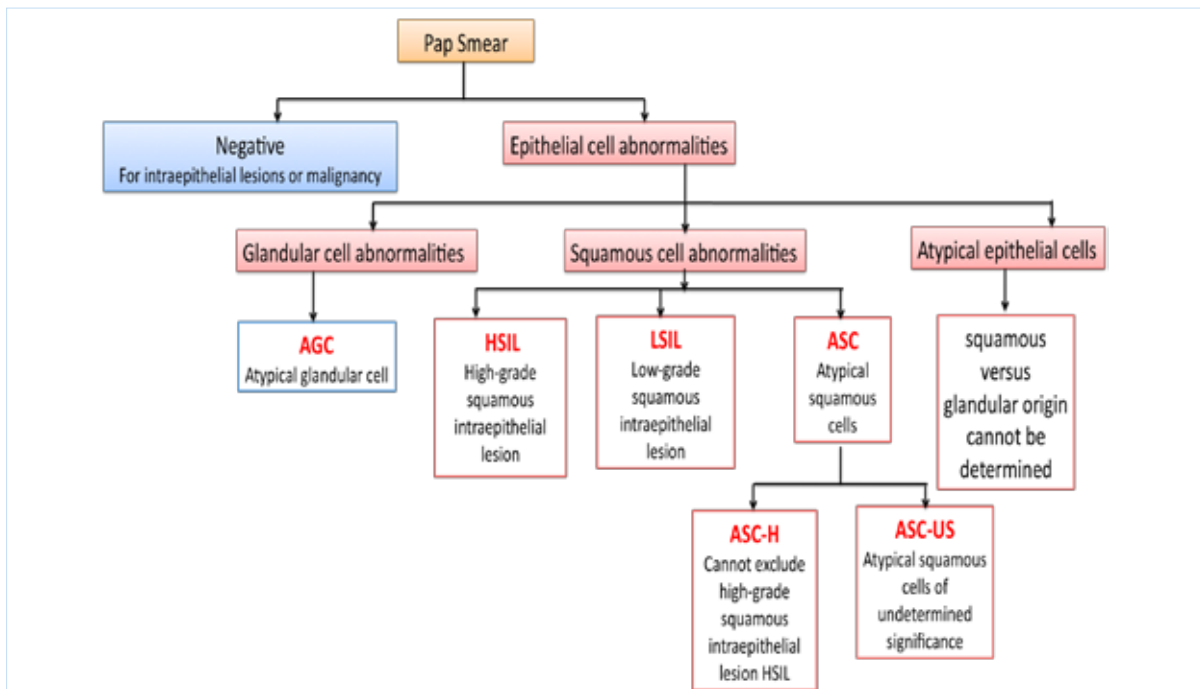 Pap Smear
Negative
For intraepithelial lesions or malignancy
Epithelial cell abnormalities
Glandular cell abnormalities
Squamous cell abnormalities
Atypical epithelial cells
AGC
Atypical glandular cell
HSIL
High-grade
squamous
intraepithelial
lesion
LSIL
Low-grade
squamous
intraepithelial
lesion
ASC
Atypical
squamous
cells
squamous
versus
glandular origin
cannot be
determined
ASC-H
Cannot exclude
high-grade
squamous
intraepithelial
lesion HSIL
ASC-US
Atypical squamous
cells of
undetermined
significance